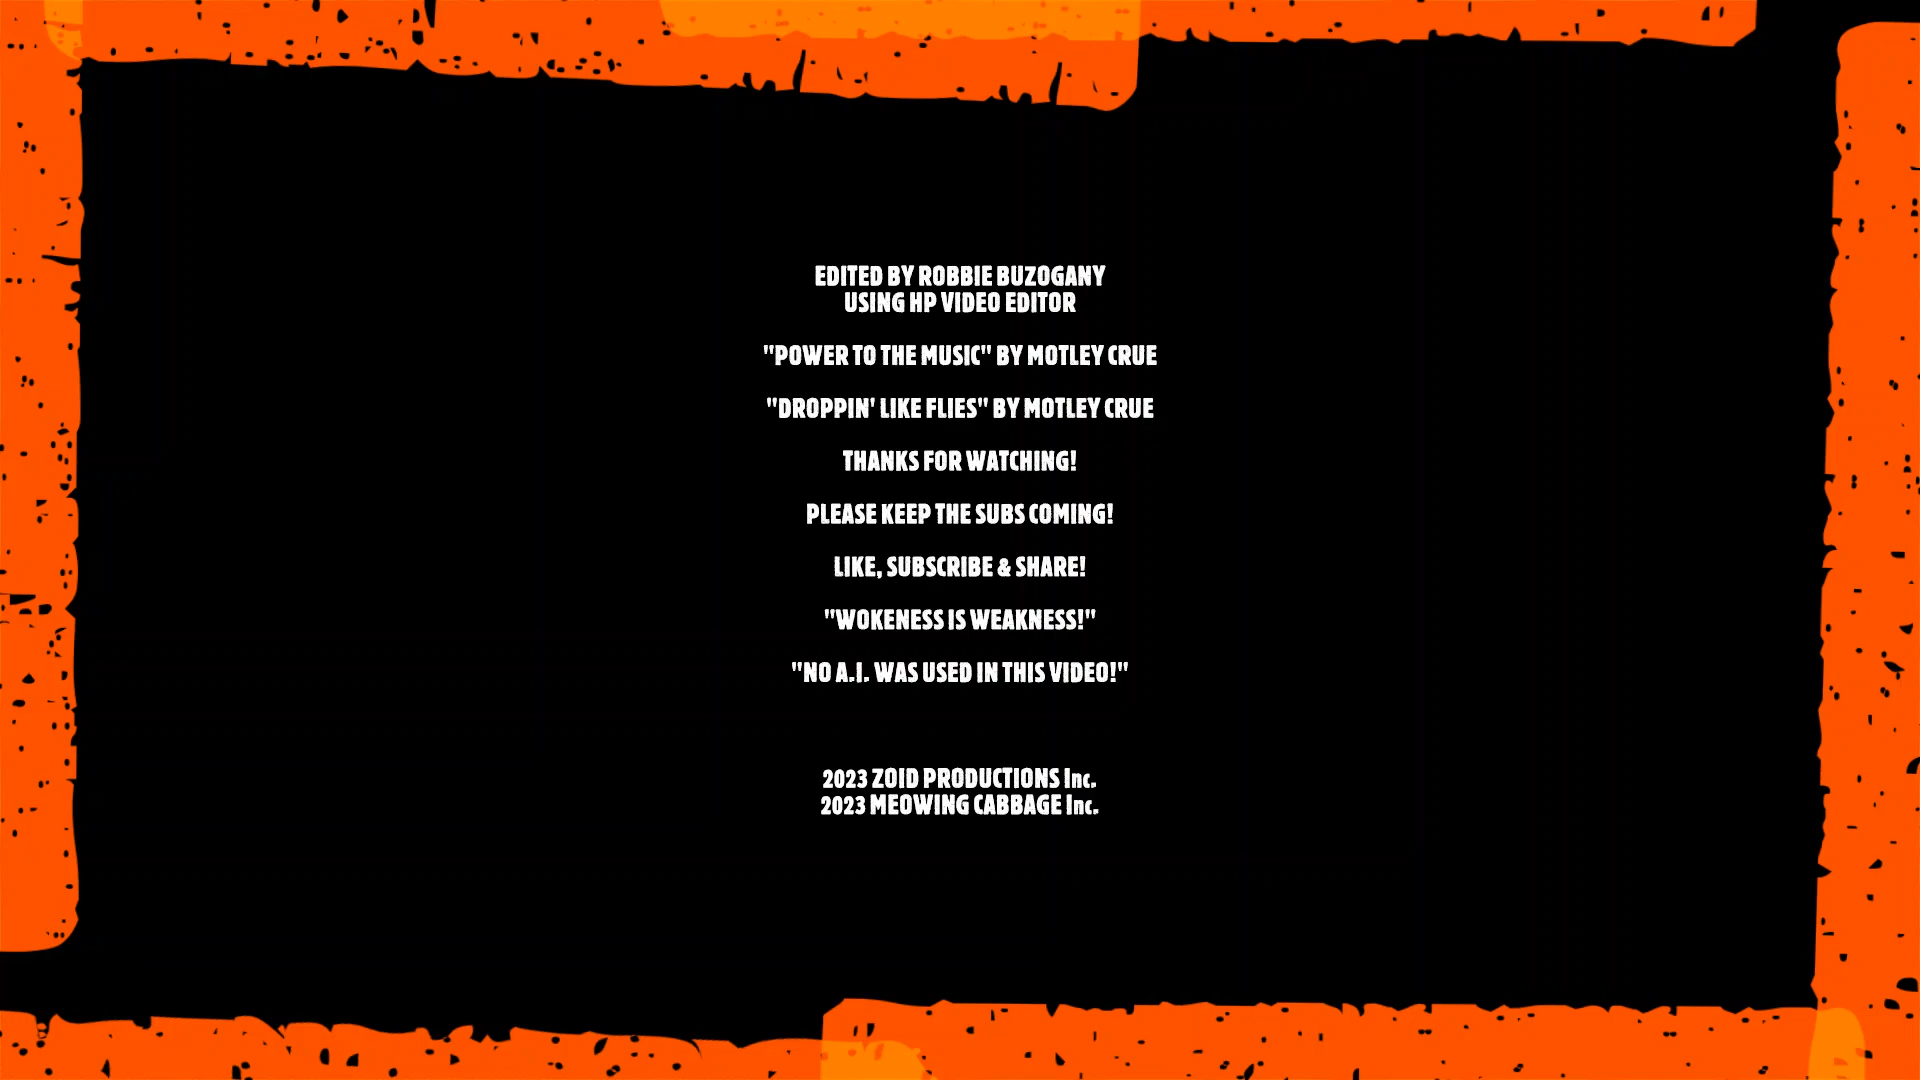 EDITED BY ROBBIE BUZOGANY
USING HP VIDEO EDITOR
"POWER TO THE MUSIC" BY MOTLEY CRUE
"DROPPIN' LIKE FLIES" BY MOTLEY CRUE
THANKS FOR WATCHING!
PLEASE KEEP THE SUBS COMING!
LIKE, SUBSCRIBE & SHARE!
"WOKENESS IS WEAKNESS!"
"NO A.I. WAS USED IN THIS VIDEO!"
2023 ZOID PRODUCTIONS Inc.
2023 MEOWING CABBAGE Inc.